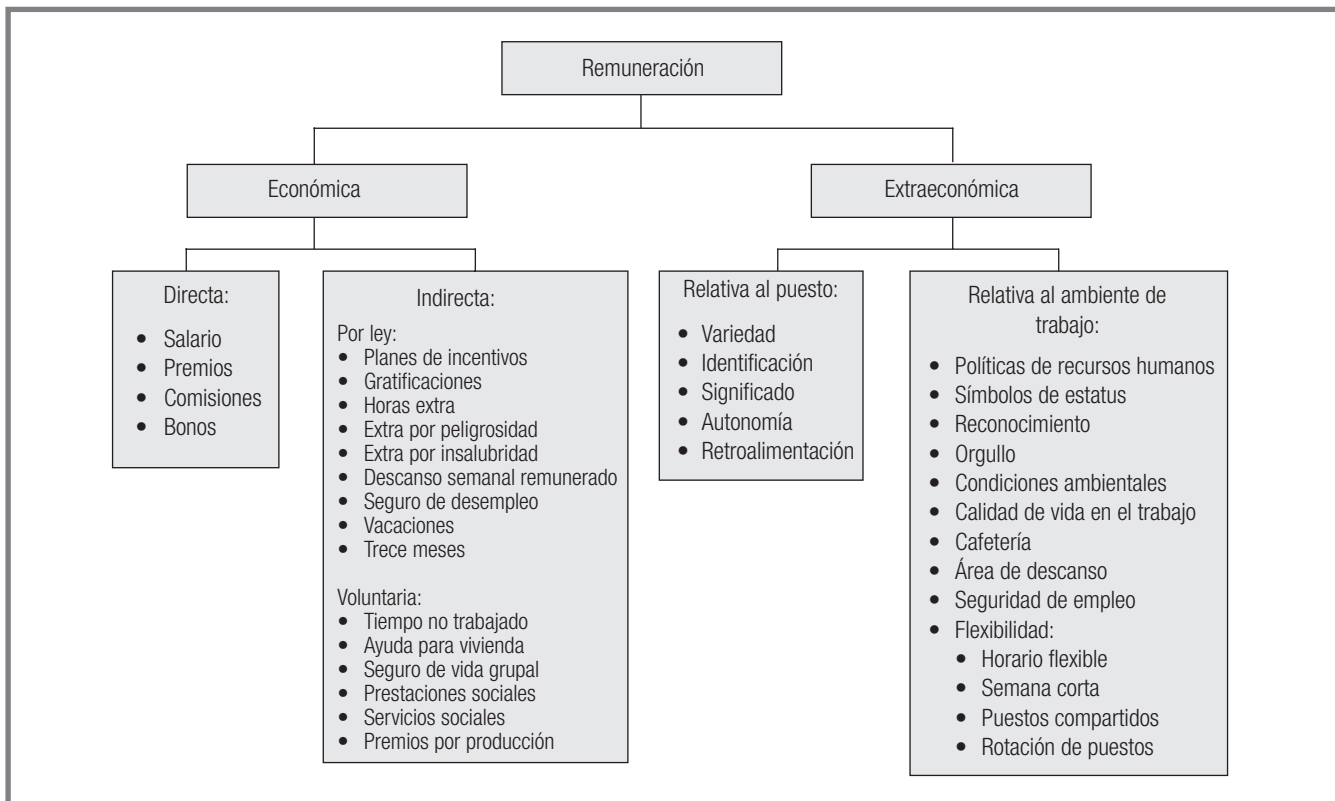 Remuneración
Económica
Extraeconómica
Directa:
• Salario
• Premios
• Comisiones
• Bonos
Indirecta:
Por ley:
• Planes de incentivos
• Gratificaciones
• Horas extra
• Extra por peligrosidad
• Extra por insalubridad
• Descanso semanal remunerado
• Seguro de desempleo
• Vacaciones
• Trece meses
Voluntaria:
• Tiempo no trabajado
• Ayuda para vivienda
• Seguro de vida grupal
• Prestaciones sociales
• Servicios sociales
• Premios por producción
Relativa al puesto:
• Variedad
• Identificación
• Significado
• Autonomía
• Retroalimentación
Relativa al ambiente de
trabajo:
• Políticas de recursos humanos
• Símbolos de estatus
• Reconocimiento
• Orgullo
• Condiciones ambientales
• Calidad de vida en el trabajo
• Cafetería
• Área de descanso
• Seguridad de empleo
• Flexibilidad:
• Horario flexible
• Semana corta
• Puestos compartidos
• Rotación de puestos